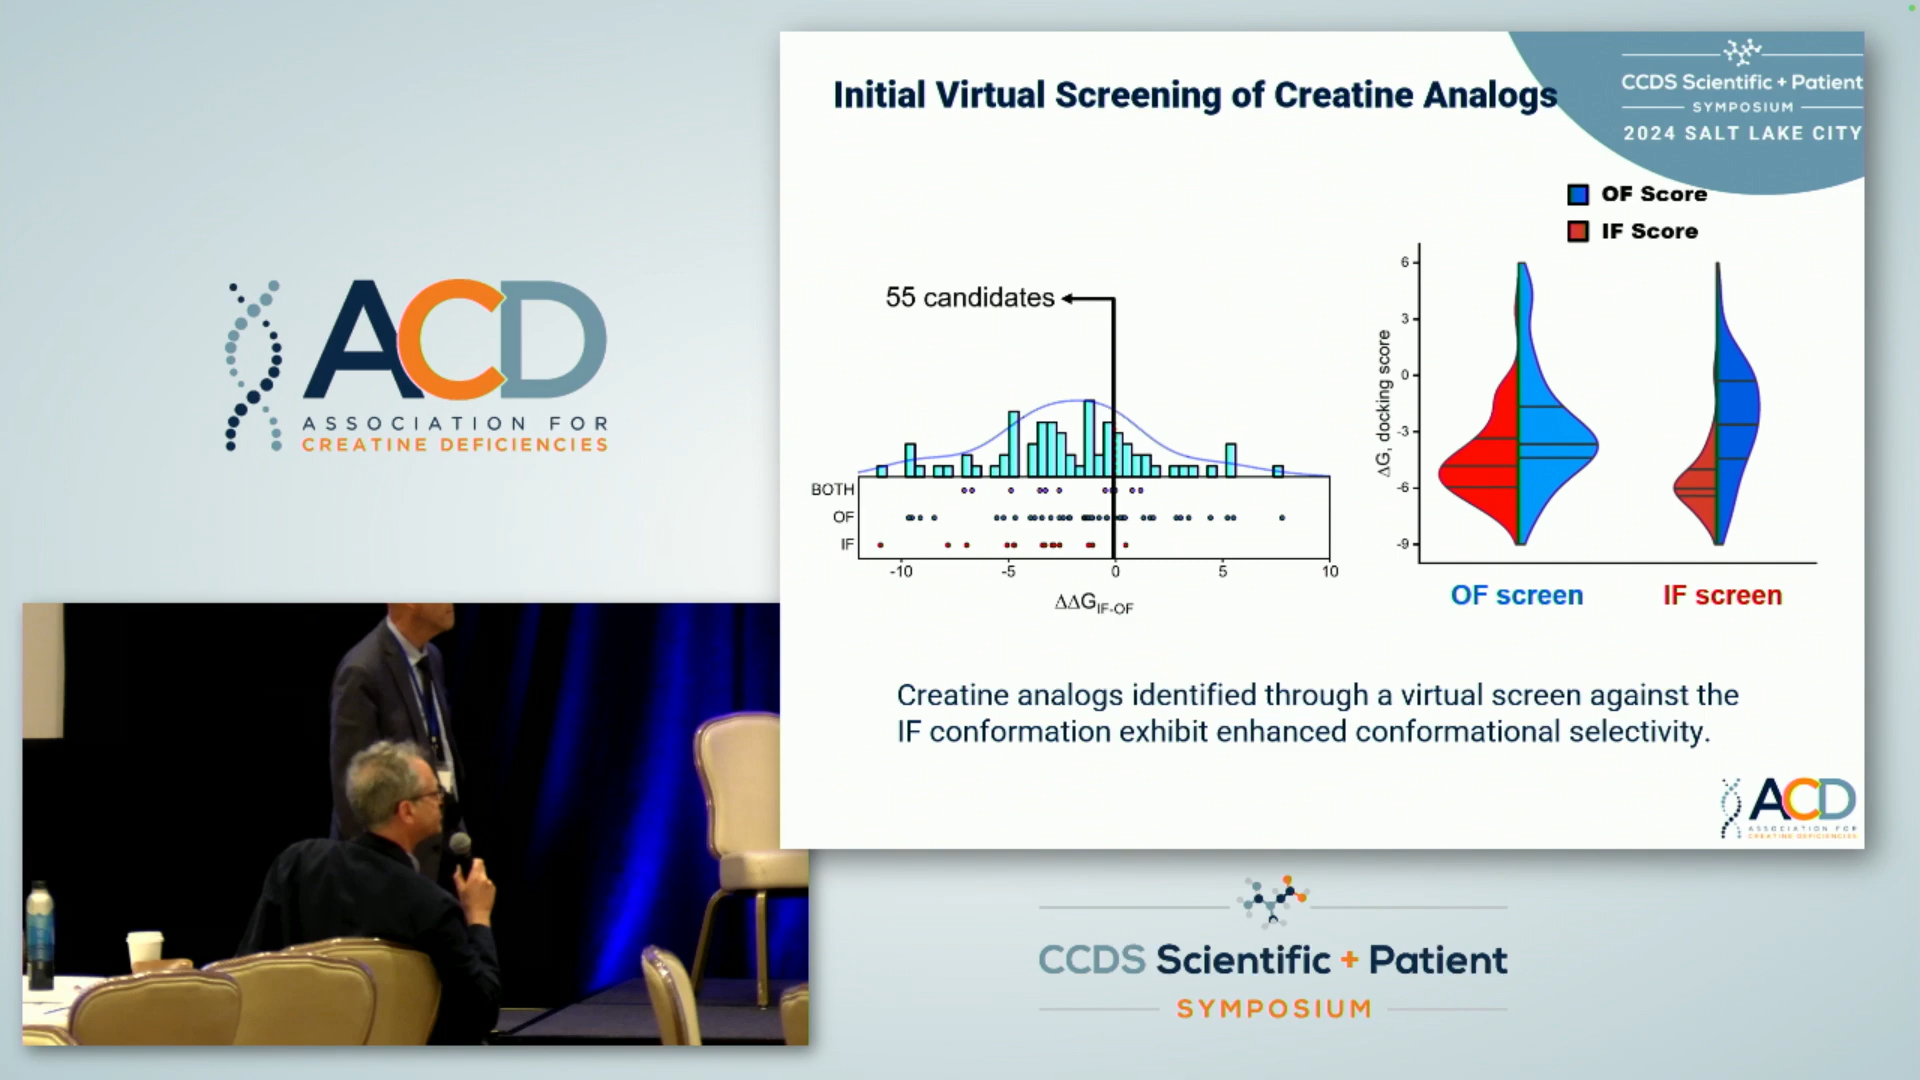 ACD
ASSOCIATION FOR
CREATINE DEFICIENCIES
Initial Virtual Screening of Creatine Analogs
CCDS Scientific + Patient
SYMPOSIUM
2024 SALT LAKE CITY
OF Score
IF Score
55 candidates
BOTH
OF
IF
-10
-5
0
5
10
ΔΔG IF-OF
ΔG, docking score
6
3
0
-3
-6
-9
OF screen
IF screen
Creatine analogs identified through a virtual screen against the
IF conformation exhibit enhanced conformational selectivity.
ACD
ASSOCIATION FOR
CREATINE DEFICIENCIES
CCDS Scientific + Patient
SYMPOSIUM